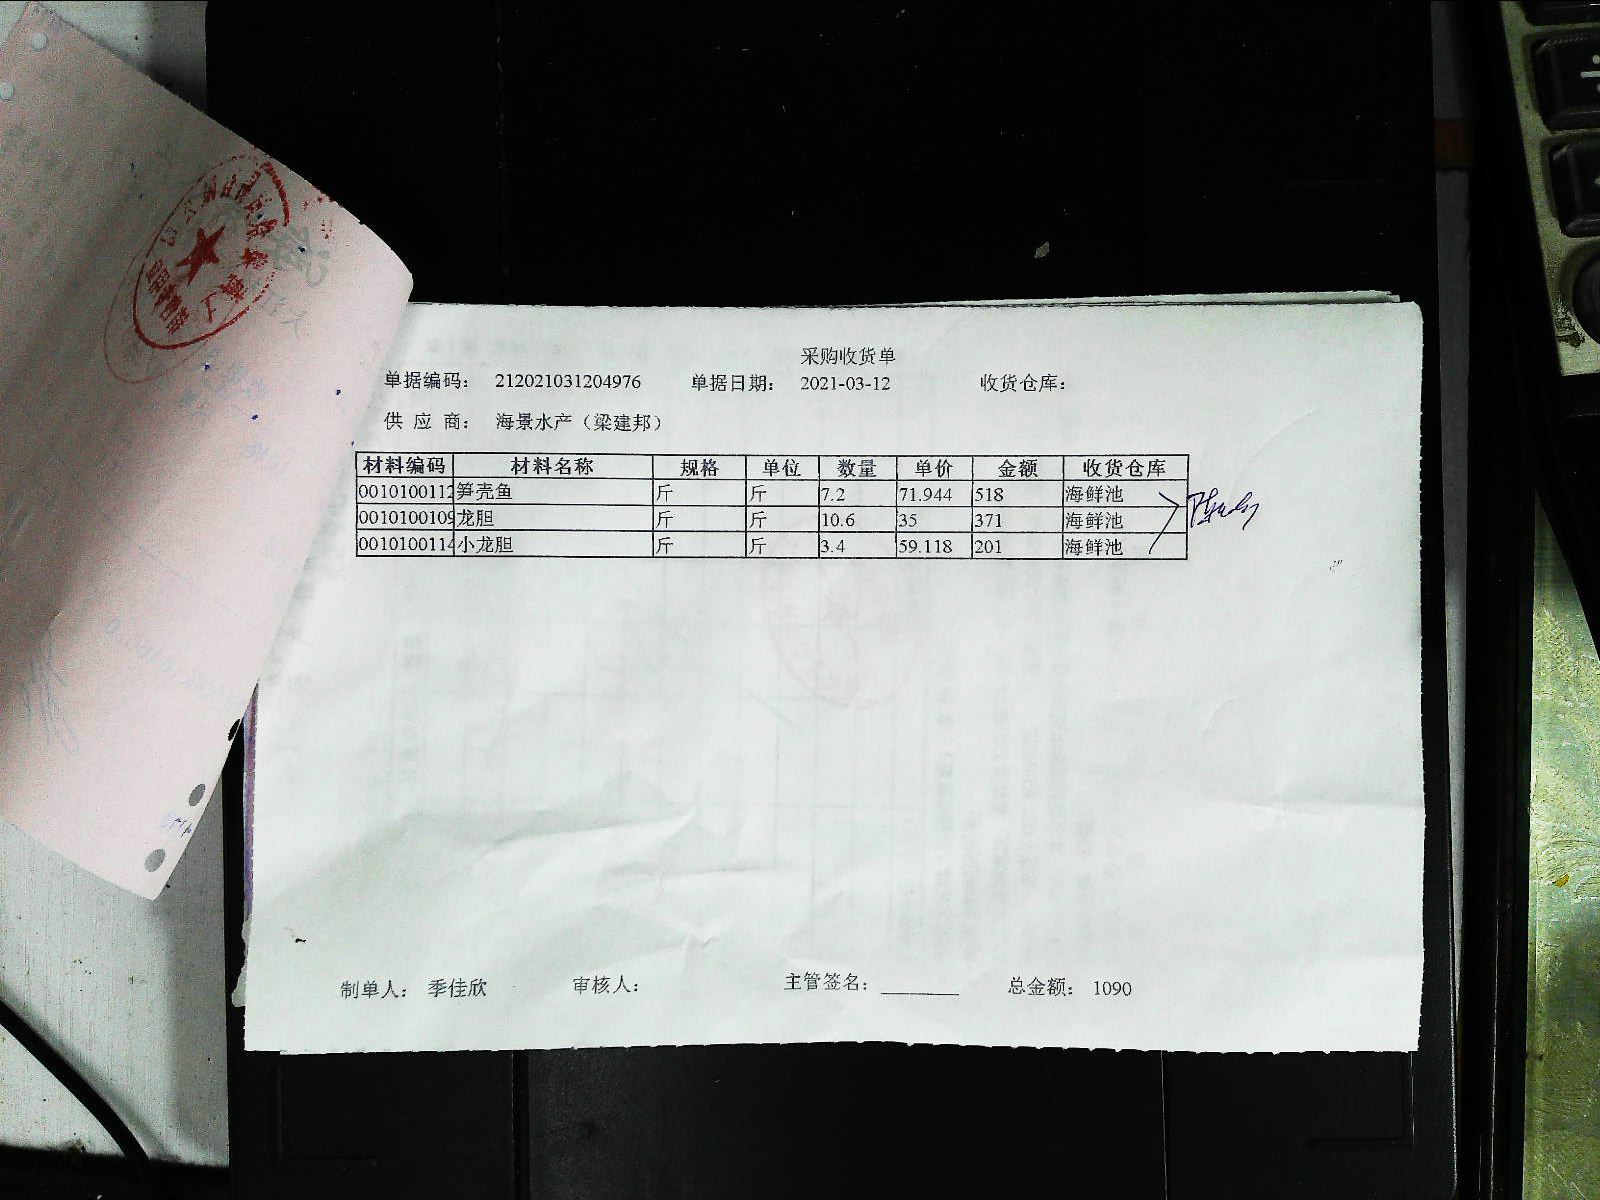 采购收货单
单据编码： 212021031204976 单据日期： 2021-03-12 收货仓库：
供 应 商： 海景水产（梁建邦）
材料编码 材料名称 规格 单位 数量 单价 金额 收货仓库
0010100112 笋壳鱼 斤 斤 7.2 71.944 518 海鲜池
0010100109 龙胆 斤 斤 10.6 35 371 海鲜池
0010100114 小龙胆 斤 斤 3.4 59.118 201 海鲜池
制单人： 季佳欣 审核人： 主管签名： 总金额： 1090